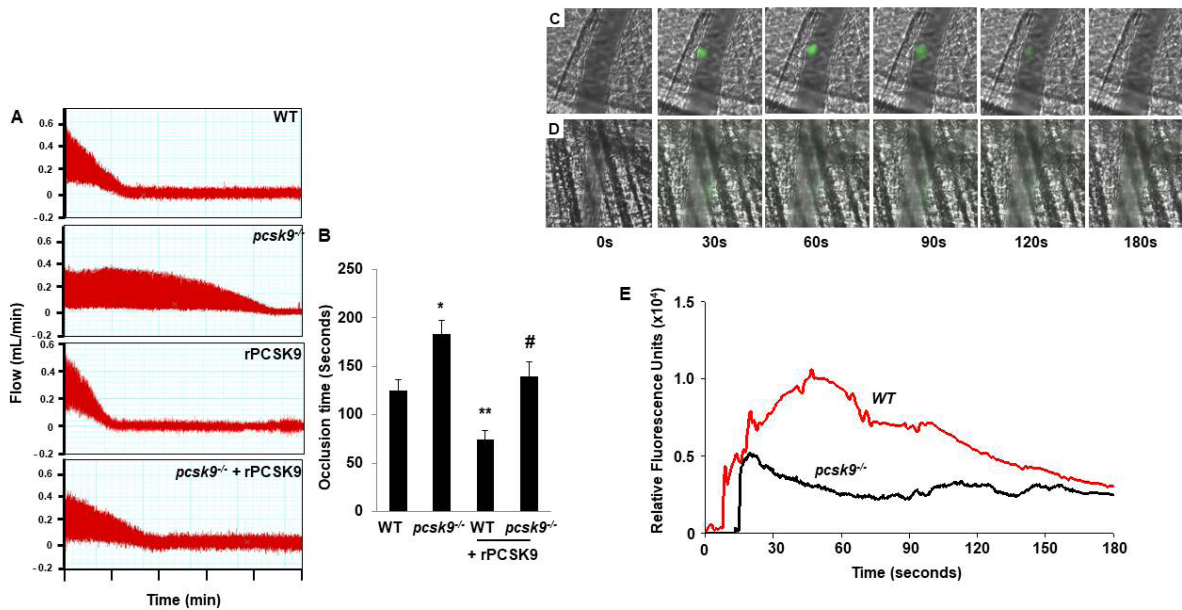 A
WT
0.6
0.4
0.2
0
-0.2
pcsk9-/-
0.6
0.4
0.2
0
-0.2
rPCSK9
0.6
0.4
0.2
0
-0.2
pcsk9-/- + rPCSK9
0.6
0.4
0.2
0
-0.2
Flow (mL/min)
Time (min)
B
250
200
150
100
50
0
Occlusion time (Seconds)
*
**
#
WT
pcsk9-/-
WT
pcsk9-/-
+ rPCSK9
C
D
0s
30s
60s
90s
120s
180s
E
1.5
1.0
0.5
0
Relative Fluorescence Units (x10⁴)
WT
pcsk9-/-
0
30
60
90
120
150
180
Time (seconds)